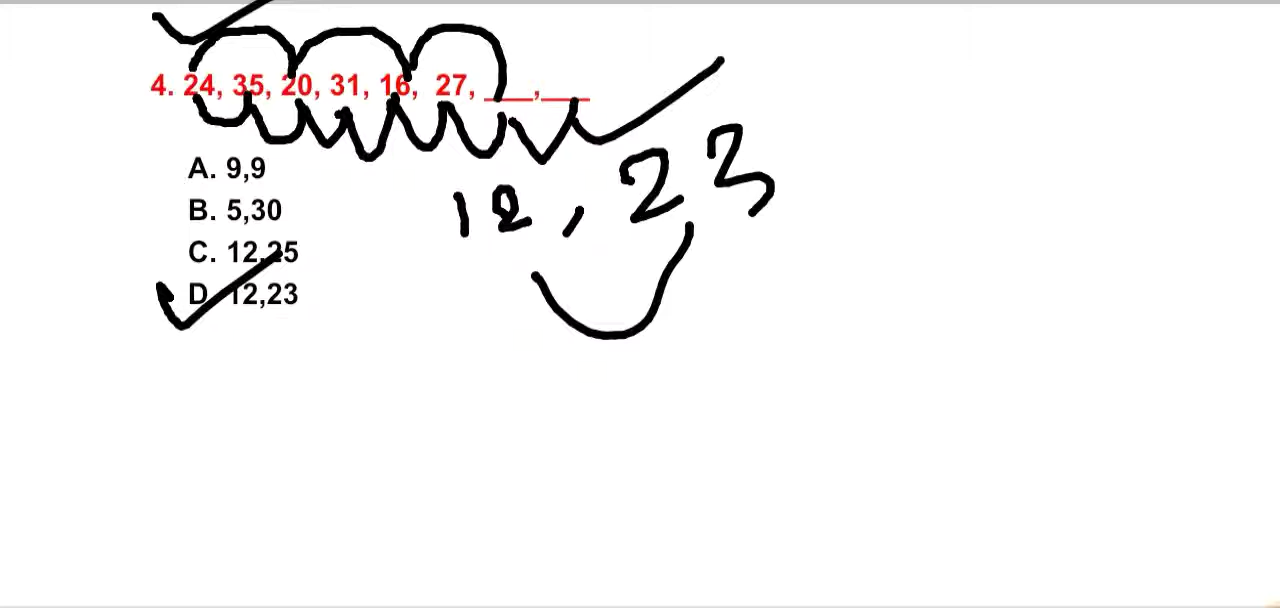 4. 24, 35, 20, 31, 16, 27, ___,___
A. 9,9
B. 5,30
C. 12,25
D. 12,23
12, 23